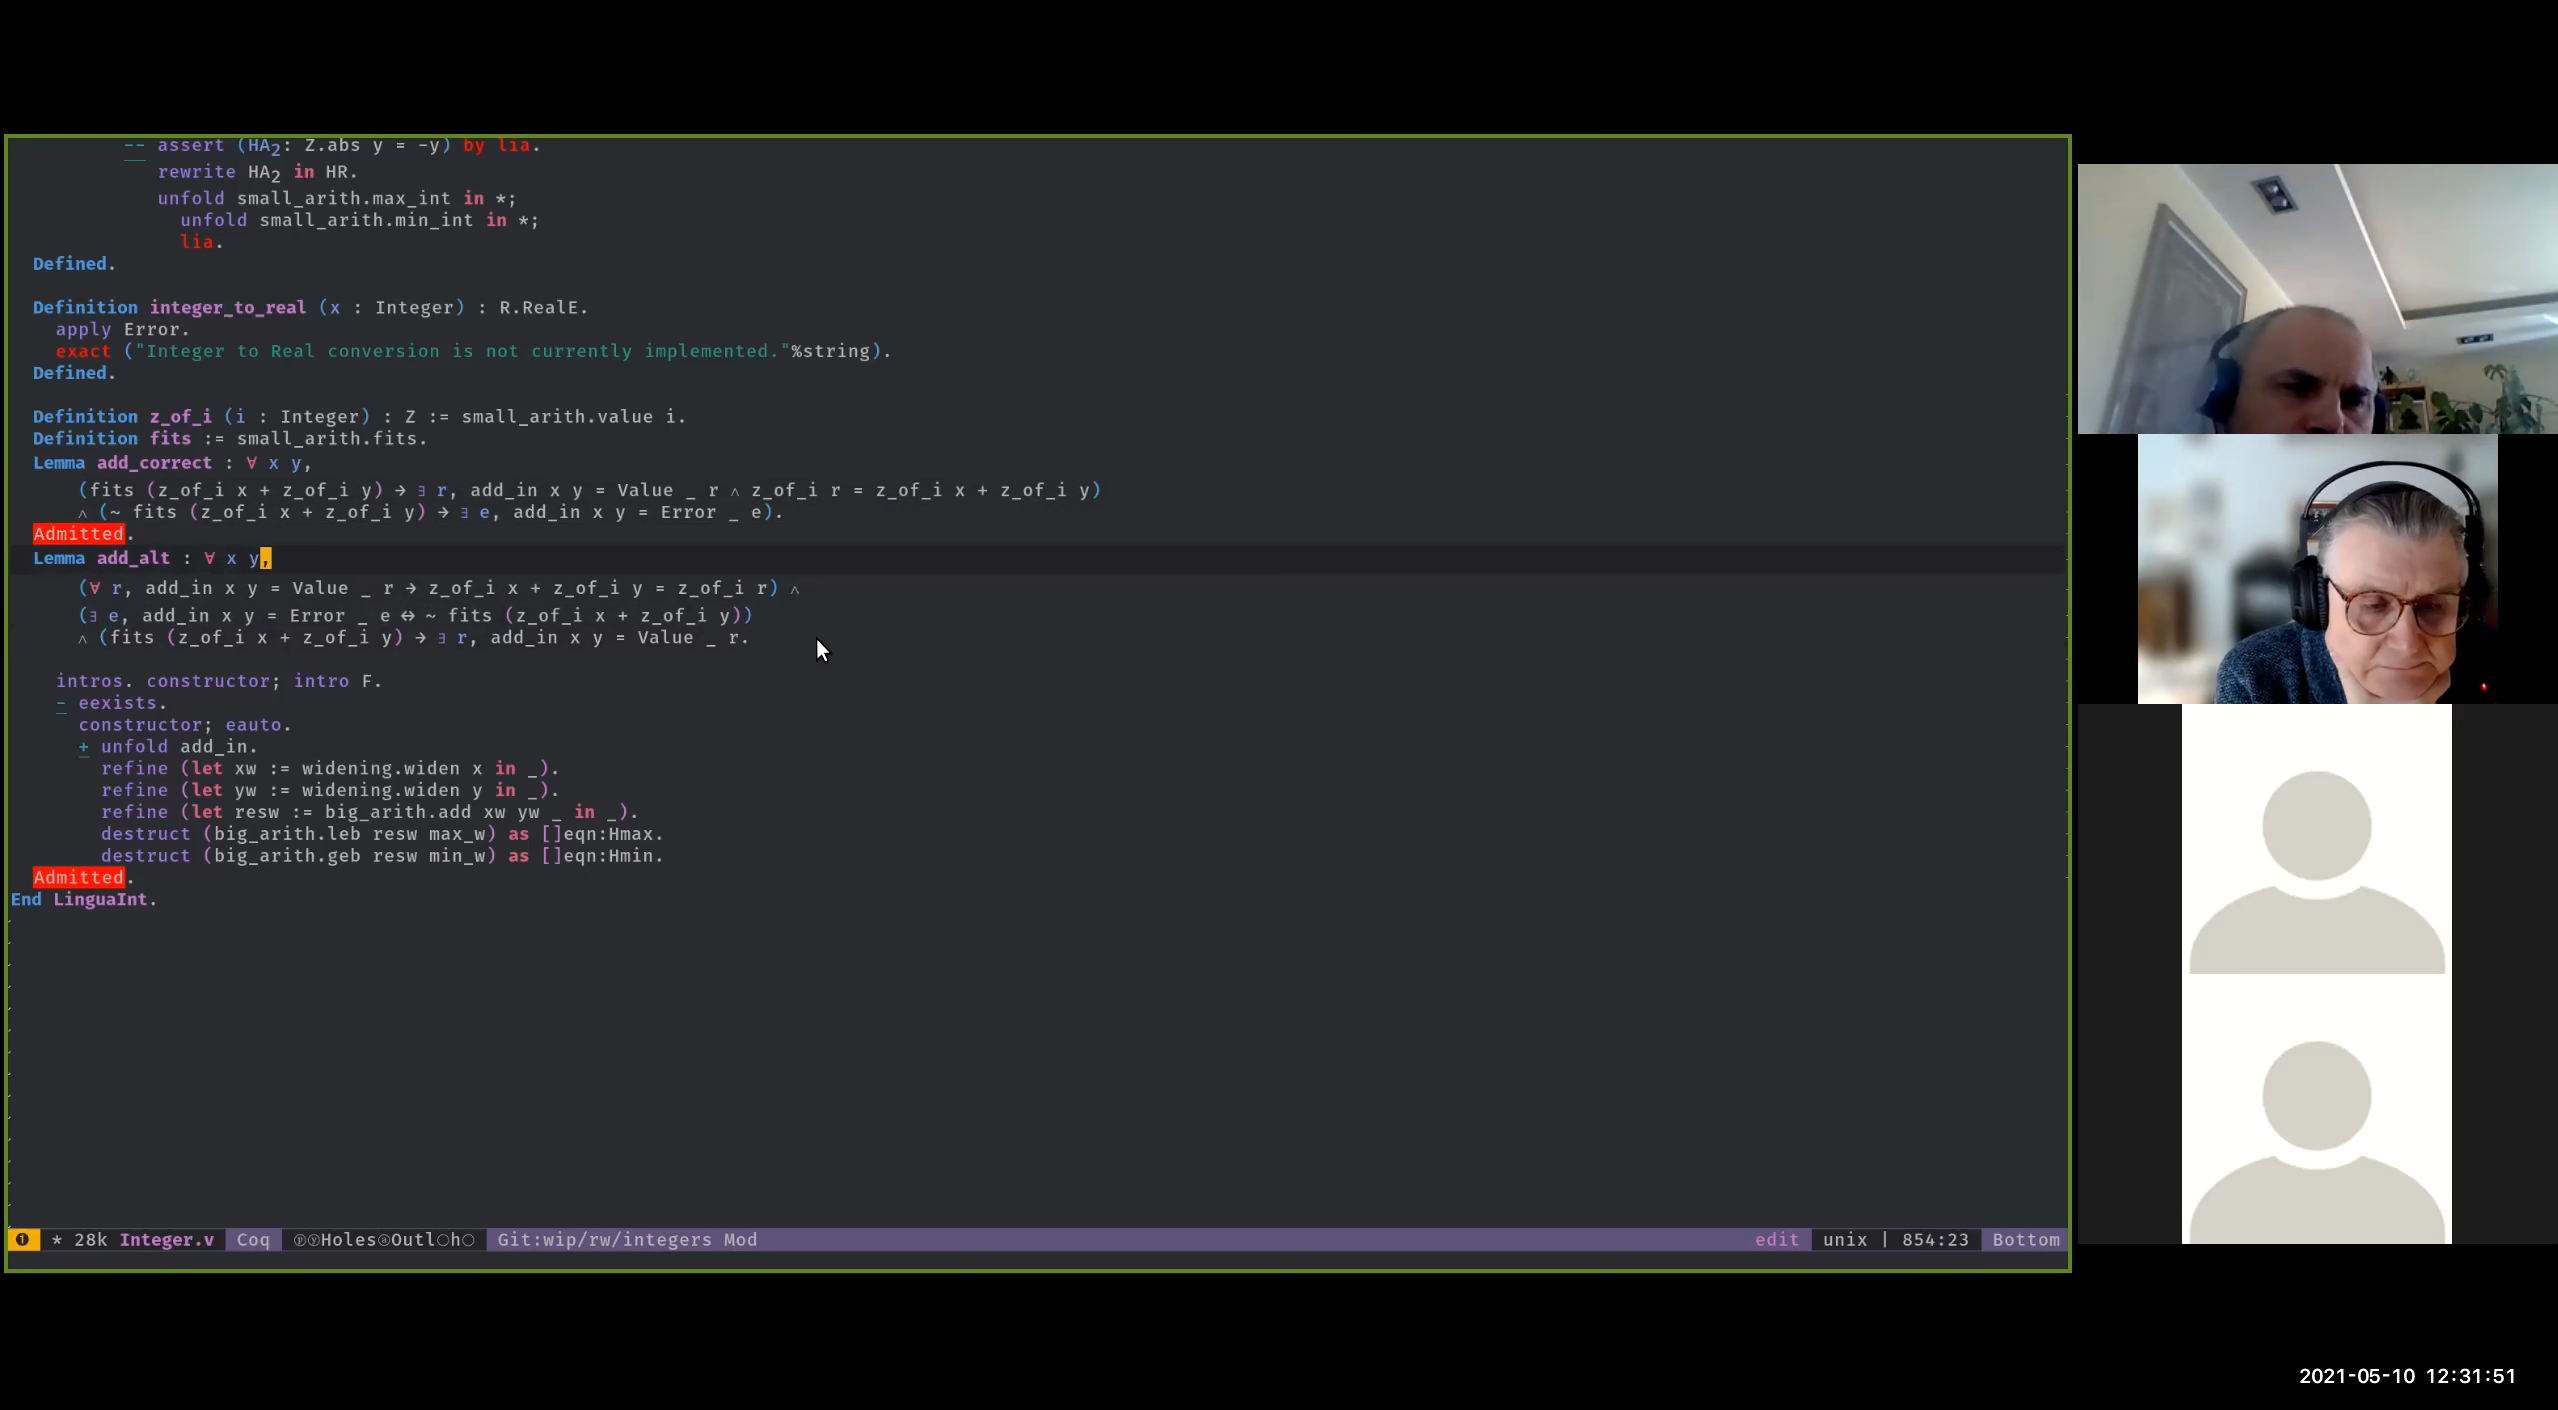 -- assert (HA2: Z.abs y = -y) by lia.
rewrite HA2 in HR.
unfold small_arith.max_int in *;
unfold small_arith.min_int in *;
lia.
Defined.
Definition integer_to_real (x : Integer) : R.RealE.
apply Error.
exact ("Integer to Real conversion is not currently implemented."%string).
Defined.
Definition z_of_i (i : Integer) : Z := small_arith.value i.
Definition fits := small_arith.fits.
Lemma add_correct : ∀ x y,
(fits (z_of_i x + z_of_i y) → ∃ r, add_in x y = Value _ r ∧ z_of_i r = z_of_i x + z_of_i y)
∧ (~ fits (z_of_i x + z_of_i y) → ∃ e, add_in x y = Error _ e).
Admitted.
Lemma add_alt : ∀ x y,
(∀ r, add_in x y = Value _ r → z_of_i x + z_of_i y = z_of_i r) ∧
(∃ e, add_in x y = Error _ e ↔ ~ fits (z_of_i x + z_of_i y))
∧ (fits (z_of_i x + z_of_i y) → ∃ r, add_in x y = Value _ r.
intros. constructor; intro F.
- eexists.
constructor; eauto.
+ unfold add_in.
refine (let xw := widening.widen x in _).
refine (let yw := widening.widen y in _).
refine (let resw := big_arith.add xw yw _ in _).
destruct (big_arith.leb resw max_w) as []eqn:Hmax.
destruct (big_arith.geb resw min_w) as []eqn:Hmin.
Admitted.
End LinguaInt.
❶ * 28k Integer.v Coq ⓟⓨHolesⓐOutl○h○ Git:wip/rw/integers Mod edit unix | 854:23 Bottom
2021-05-10 12:31:51